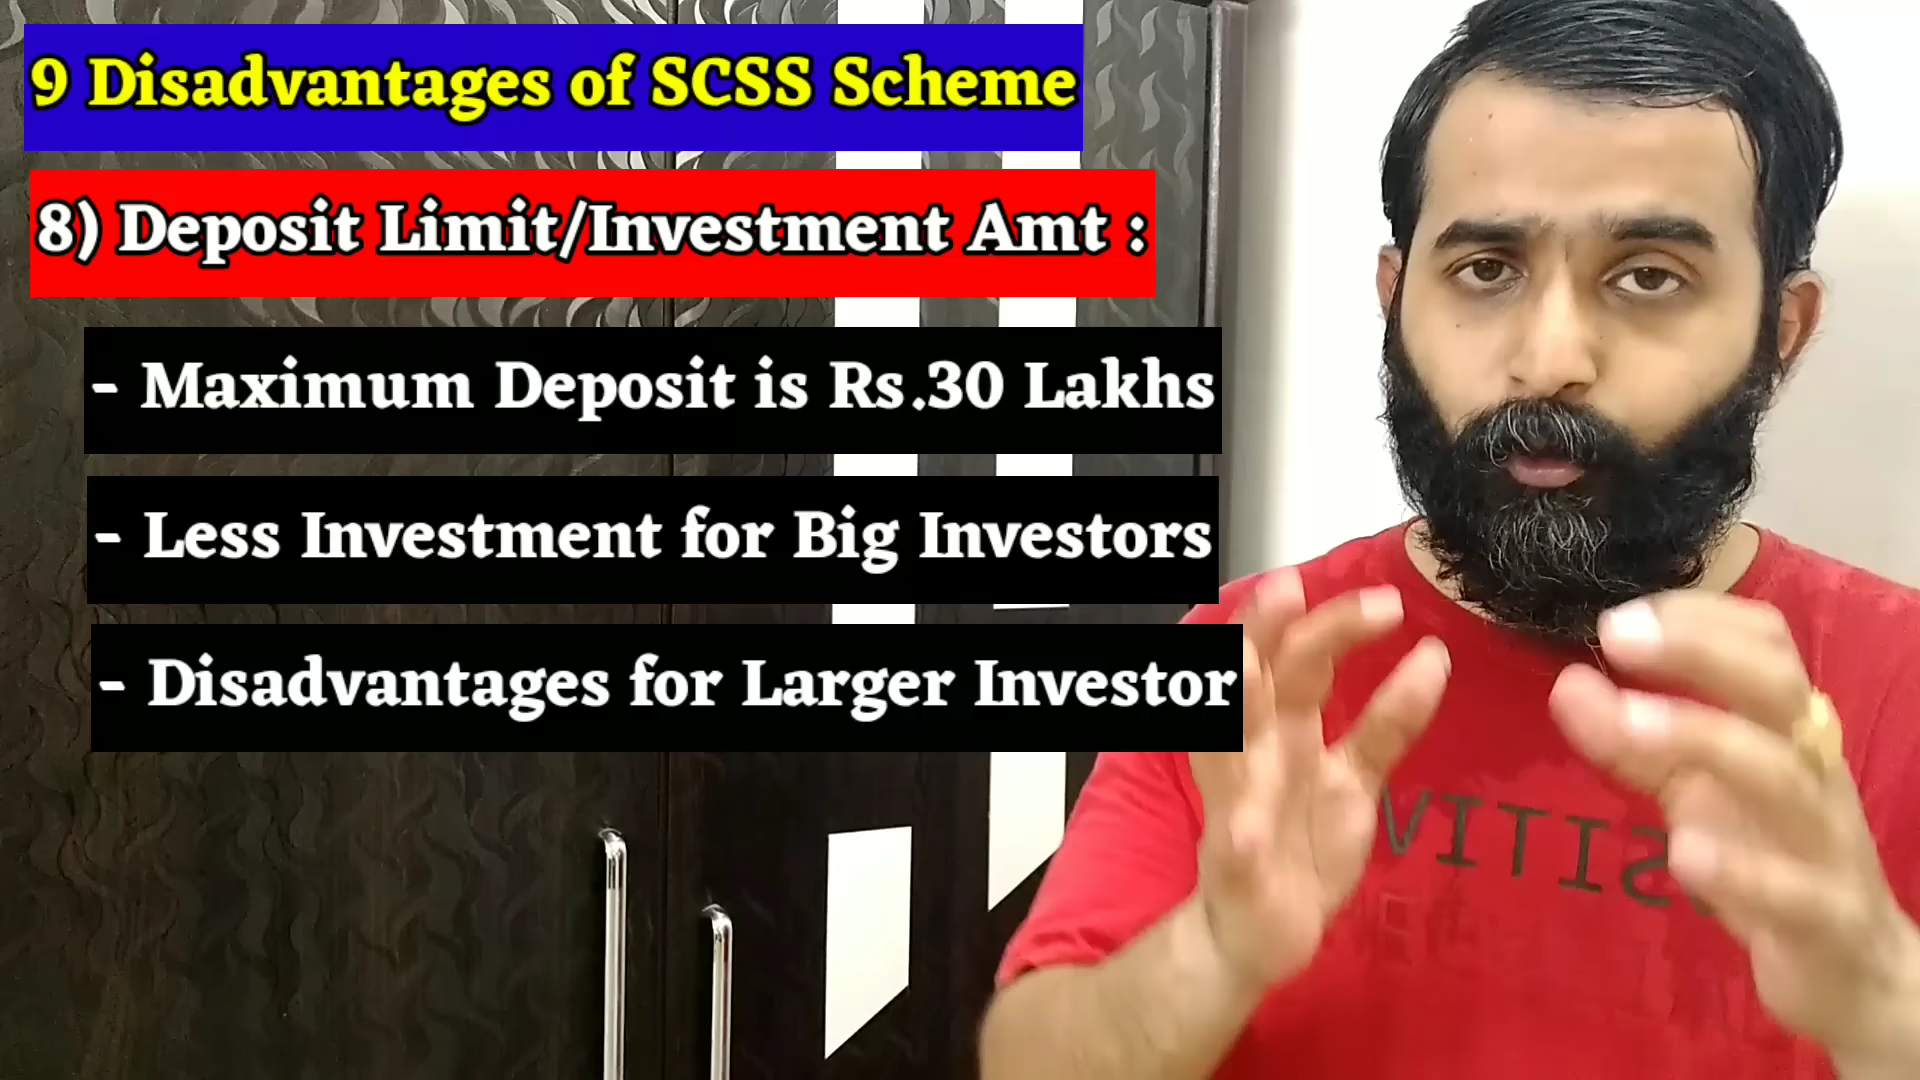 9 Disadvantages of SCSS Scheme
8) Deposit Limit/Investment Amt :
- Maximum Deposit is Rs.30 Lakhs
- Less Investment for Big Investors
- Disadvantages for Larger Investor